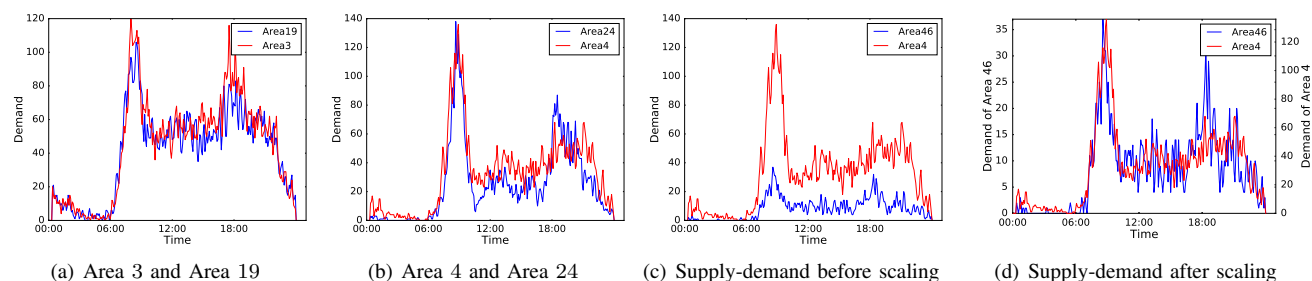 120
100
80
60
40
20
0
Demand
00:00 06:00 12:00 18:00
Time
Area19
Area3
(a) Area 3 and Area 19
140
120
100
80
60
40
20
0
Demand
00:00 06:00 12:00 18:00
Time
Area24
Area4
(b) Area 4 and Area 24
140
120
100
80
60
40
20
0
Demand
00:00 06:00 12:00 18:00
Time
Area46
Area4
(c) Supply-demand before scaling
35
30
25
20
15
10
5
0
Demand of Area 46
00:00 06:00 12:00 18:00
Time
Area46
Area4
120
100
80
60
40
20
0
Demand of Area 4
(d) Supply-demand after scaling